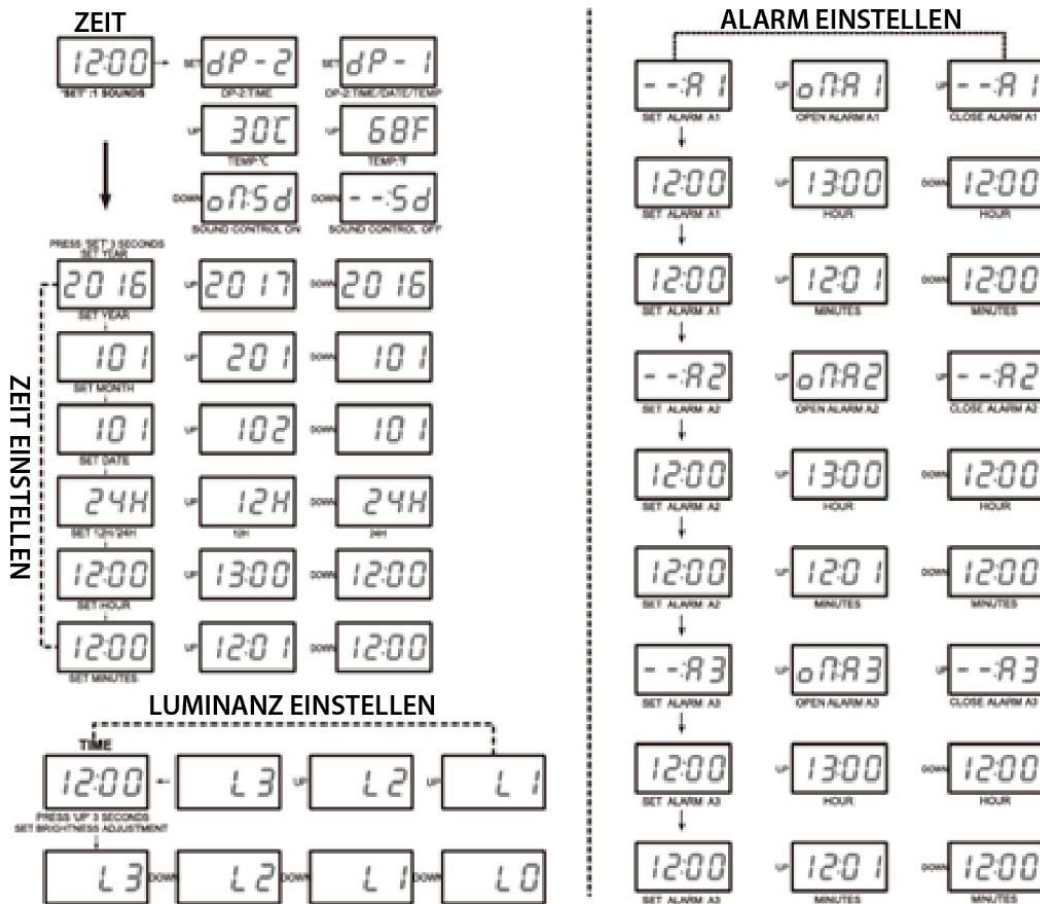 ZEIT
12:00 SET dP-2 SET dP-1
"SET" :1 SOUNDS DP-2:TIME DP-2:TIME/DATE/TEMP
UP 30C UP 68F
TEMP:°C TEMP:°F
DOWN on:Sd DOWN --:Sd
SOUND CONTROL ON SOUND CONTROL OFF
PRESS 'SET' 3 SECONDS
SET YEAR
2016 UP 2017 DOWN 2016
SET YEAR
101 UP 201 DOWN 101
SET MONTH
101 UP 102 DOWN 101
SET DATE
24H UP 12H DOWN 24H
SET 12H/24H 12H 24H
12:00 UP 13:00 DOWN 12:00
SET HOUR
12:00 UP 12:01 DOWN 12:00
SET MINUTES
ZEIT EINSTELLEN
LUMINANZ EINSTELLEN
TIME
12:00 L3 UP L2 UP L1
PRESS 'UP' 3 SECONDS
SET BRIGHTNESS ADJUSTMENT
L3 DOWN L2 DOWN L1 DOWN L0
ALARM EINSTELLEN
--:A1 UP on:A1 UP --:A1
SET ALARM A1 OPEN ALARM A1 CLOSE ALARM A1
12:00 UP 13:00 DOWN 12:00
SET ALARM A1 HOUR HOUR
12:00 UP 12:01 DOWN 12:00
SET ALARM A1 MINUTES MINUTES
--:A2 UP on:A2 UP --:A2
SET ALARM A2 OPEN ALARM A2 CLOSE ALARM A2
12:00 UP 13:00 DOWN 12:00
SET ALARM A2 HOUR HOUR
12:00 UP 12:01 DOWN 12:00
SET ALARM A2 MINUTES MINUTES
--:A3 UP on:A3 UP --:A3
SET ALARM A3 OPEN ALARM A3 CLOSE ALARM A3
12:00 UP 13:00 DOWN 12:00
SET ALARM A3 HOUR HOUR
12:00 UP 12:01 DOWN 12:00
SET ALARM A3 MINUTES MINUTES